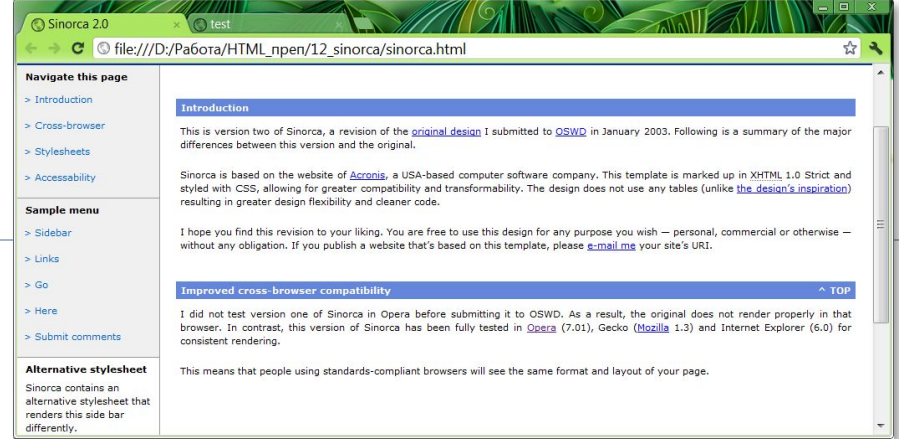 Sinorca 2.0
test
file:///D:/Работа/HTML_преп/12_sinorca/sinorca.html
Navigate this page
> Introduction
> Cross-browser
> Stylesheets
> Accessability
Sample menu
> Sidebar
> Links
> Go
> Here
> Submit comments
Alternative stylesheet
Sinorca contains an
alternative stylesheet that
renders this side bar
differently.
Introduction
This is version two of Sinorca, a revision of the original design I submitted to OSWD in January 2003. Following is a summary of the major
differences between this version and the original.
Sinorca is based on the website of Acronis, a USA-based computer software company. This template is marked up in XHTML 1.0 Strict and
styled with CSS, allowing for greater compatibility and transformability. The design does not use any tables (unlike the design's inspiration)
resulting in greater design flexibility and cleaner code.
I hope you find this revision to your liking. You are free to use this design for any purpose you wish — personal, commercial or otherwise —
without any obligation. If you publish a website that's based on this template, please e-mail me your site's URI.
Improved cross-browser compatibility ^ TOP
I did not test version one of Sinorca in Opera before submitting it to OSWD. As a result, the original does not render properly in that
browser. In contrast, this version of Sinorca has been fully tested in Opera (7.01), Gecko (Mozilla 1.3) and Internet Explorer (6.0) for
consistent rendering.
This means that people using standards-compliant browsers will see the same format and layout of your page.